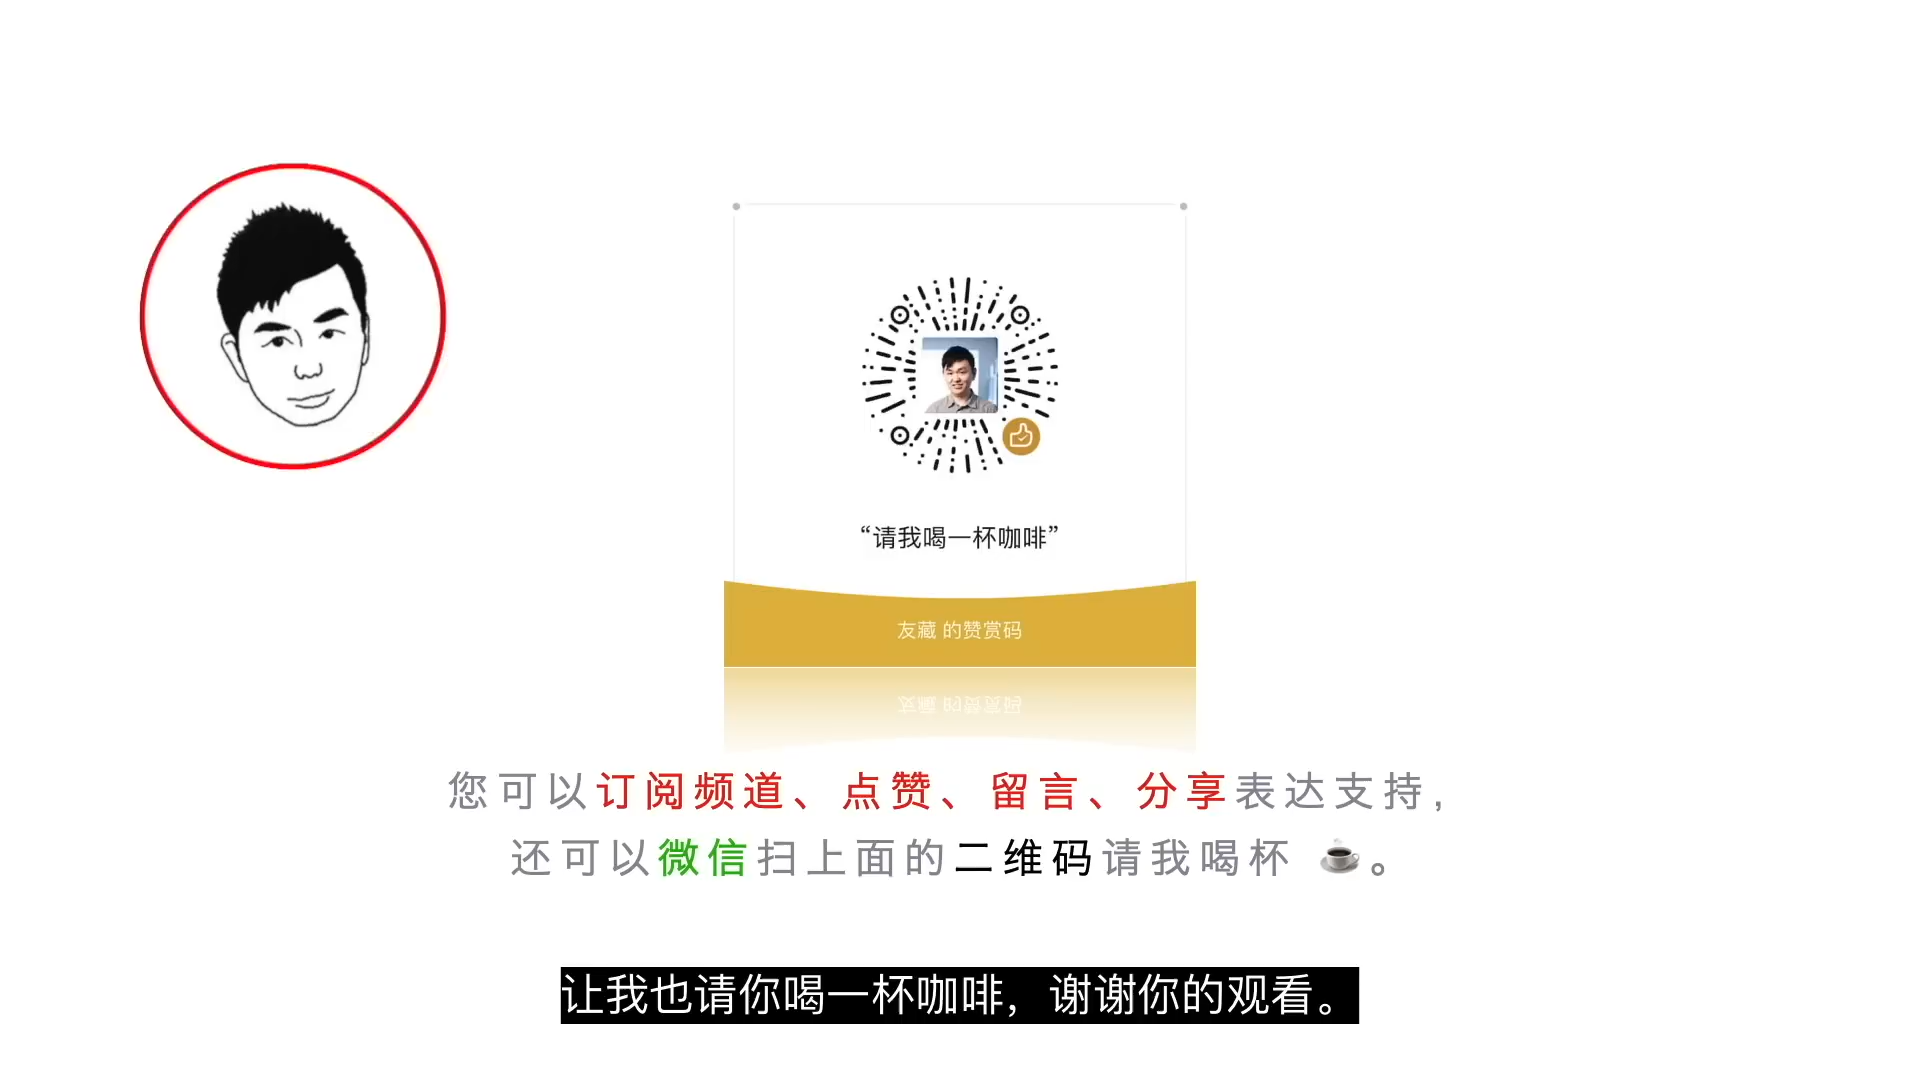 “请我喝一杯咖啡”
友藏 的赞赏码
您可以订阅频道、点赞、留言、分享表达支持,
还可以微信扫上面的二维码请我喝杯 ☕。
让我也请你喝一杯咖啡，谢谢你的观看。